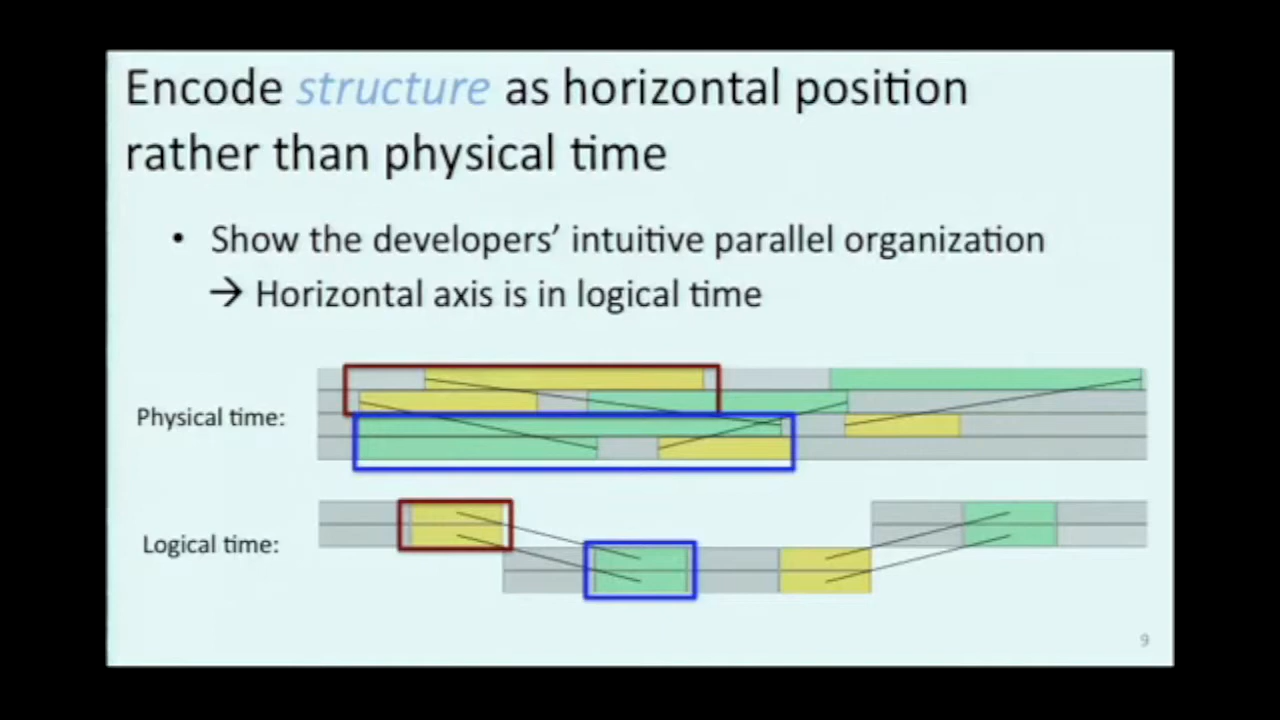 Encode structure as horizontal position
rather than physical time
• Show the developers’ intuitive parallel organization
→ Horizontal axis is in logical time
Physical time:
Logical time:
9